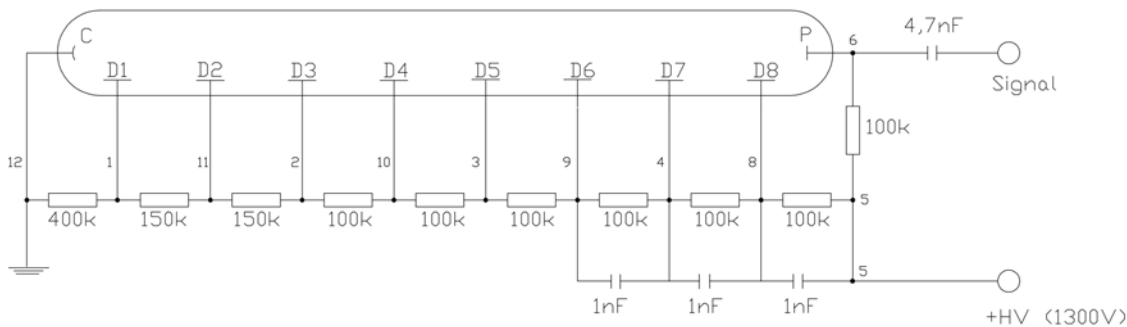 C
P
6
4,7nF
D1 D2 D3 D4 D5 D6 D7 D8
Signal
100k
12 1 11 2 10 3 9 4 8
5
400k 150k 150k 100k 100k 100k 100k 100k 100k
5
1nF 1nF 1nF
+HV (1300V)